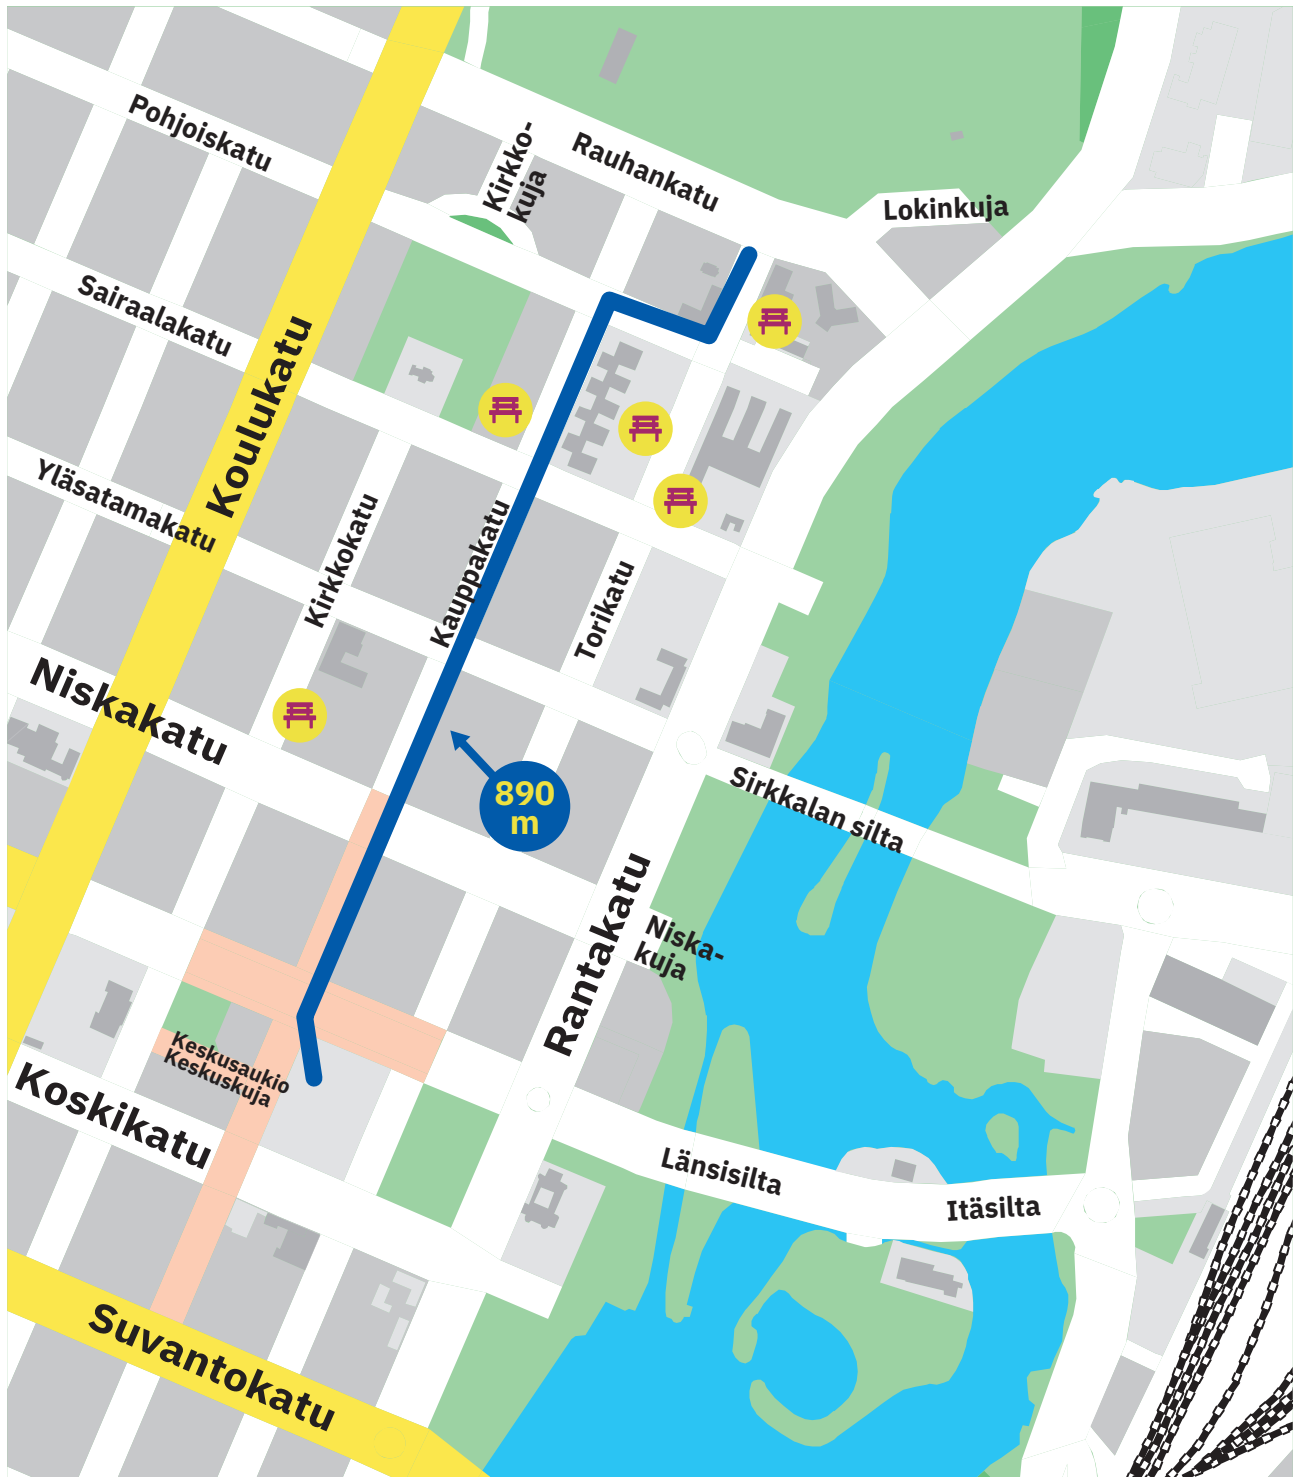 Pohjoiskatu
Kirkko-
kuja
Rauhankatu
Lokinkuja
Sairaalakatu
Koulukatu
Yläsatamakatu
Kirkkokatu
Kauppakatu
Torikatu
Niskakatu
890
m
Sirkkalan silta
Rantakatu
Niska-
kuja
Keskusaukio
Keskuskuja
Koskikatu
Länsisilta
Itäsilta
Suvantokatu